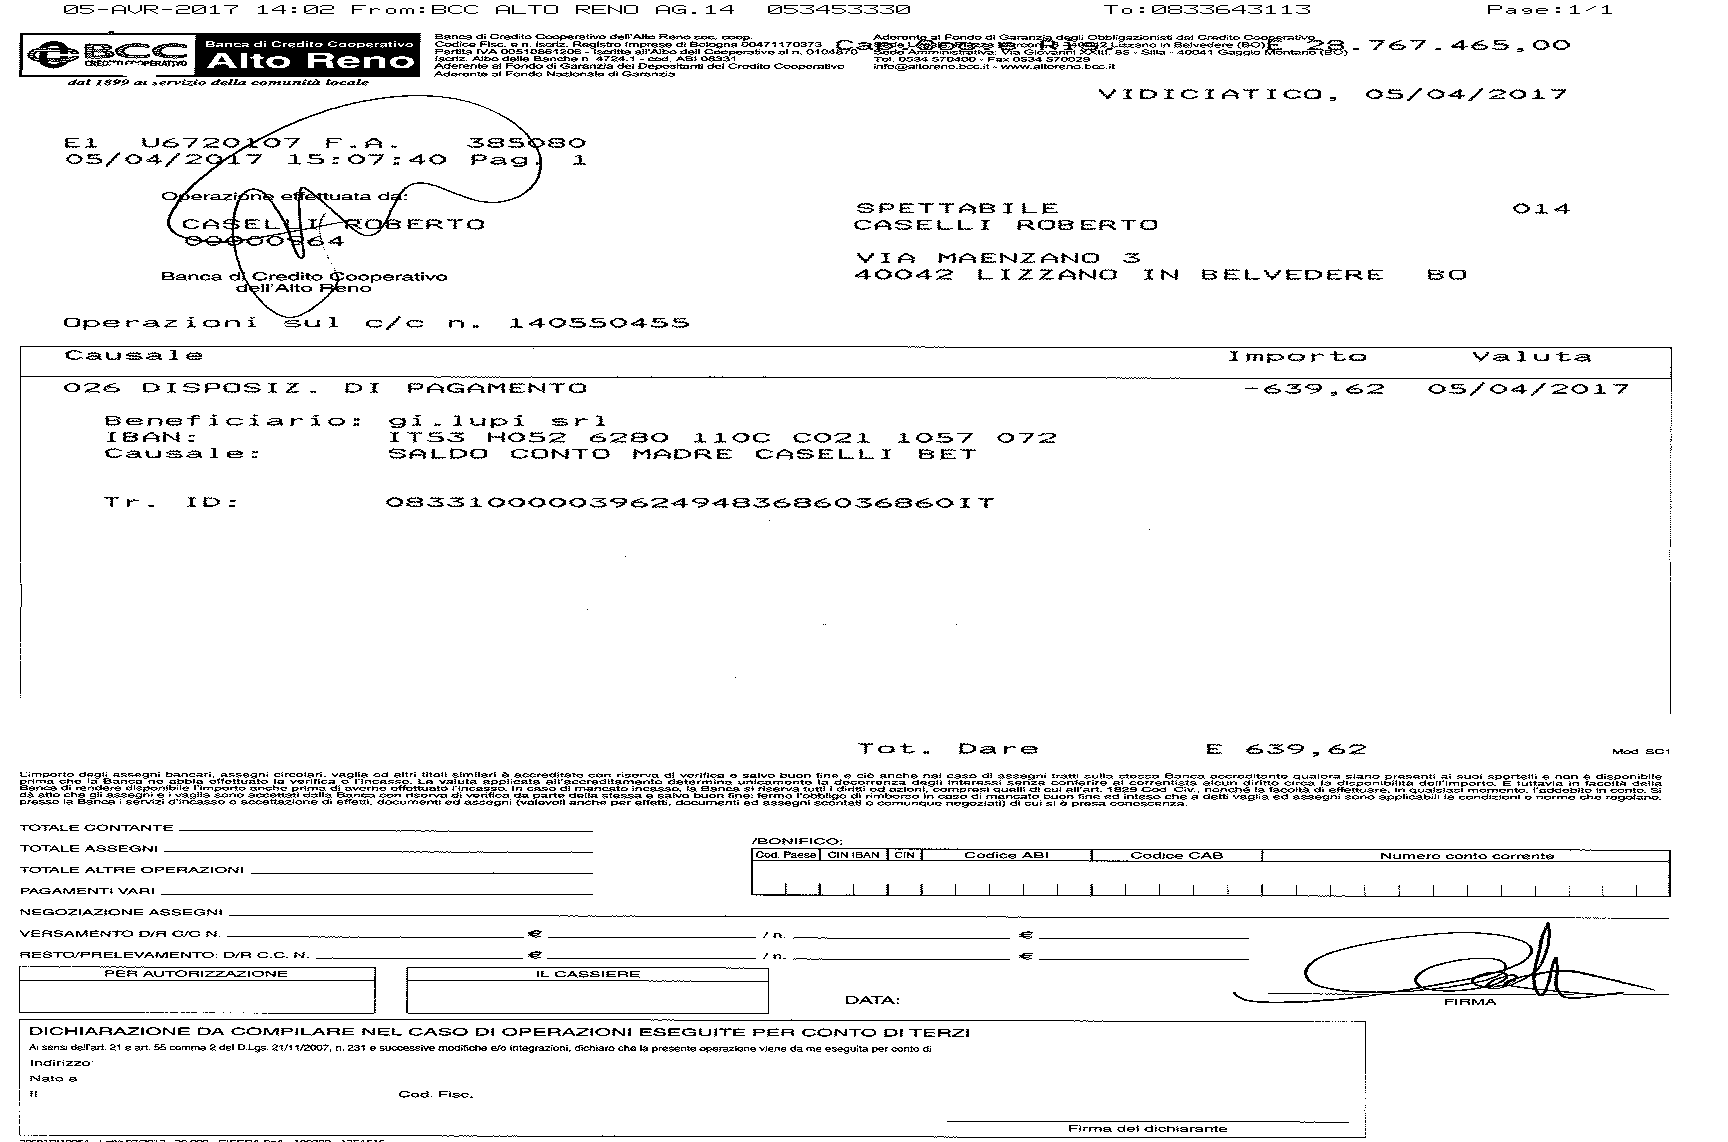 05-AVR-2017 14:02 From:BCC ALTO RENO AG.14 053453330 To:0833643113 Page:1/1
BCC
CREDITO COOPERATIVO
Banca di Credito Cooperativo
Alto Reno
dal 1899 al servizio della comunità locale
Banca di Credito Cooperativo dell'Alto Reno soc. coop.
Codice Fisc. e n. iscriz. Registro Imprese di Bologna 00471170373
Partita IVA 00510861206 - Iscritta all'Albo delle Cooperative al n. 0104870
Iscriz. Albo delle Banche n. 4724.1 - cod. ABI 08331
Aderente al Fondo di Garanzia dei Depositanti del Credito Cooperativo
Aderente al Fondo Nazionale di Garanzia
Aderente al Fondo di Garanzia degli Obbligazionisti del Credito Cooperativo
Lizzano in Belvedere (BO)
Sede Amministrativa: Via Giovanni XXIII, 65 - Silla - 40041 Gaggio Montano (BO)
Tel. 0534 570400 - Fax 0534 570029
info@altoreno.bcc.it - www.altoreno.bcc.it
E 28.767.465,00
VIDICIATICO, 05/04/2017
E1 U6720107 F.A. 385080
05/04/2017 15:07:40 Pag. 1
Operazione effettuata da:
CASELLI ROBERTO
00000964
Banca di Credito Cooperativo
dell'Alto Reno
SPETTABILE 014
CASELLI ROBERTO
VIA MAENZANO 3
40042 LIZZANO IN BELVEDERE BO
Operazioni sul c/c n. 140550455
Causale Importo Valuta
026 DISPOSIZ. DI PAGAMENTO -639,62 05/04/2017
Beneficiario: gi.lupi srl
IBAN: IT53 H052 6280 110C C021 1057 072
Causale: SALDO CONTO MADRE CASELLI BET
Tr. ID: 0833100000396249483686036860IT
Tot. Dare E 639,62
Mod SC1
L'importo degli assegni bancari, assegni circolari, vaglia od altri titoli similari è accreditato con riserva di verifica e salvo buon fine e ciò anche nel caso di assegni tratti sulla stessa Banca accreditante qualora siano presenti ai suoi sportelli e non è disponibile
prima che la Banca ne abbia effettuato la verifica o l'incasso. La valuta applicata all'accreditamento determina unicamente la decorrenza degli interessi senza conferire al correntista alcun diritto circa la disponibilità dell'importo. E' tuttavia in facoltà della
Banca di rendere disponibile l'importo anche prima di averne effettuato l'incasso. In caso di mancato incasso, la Banca si riserva tutti i diritti ed azioni, compresi quelli di cui all'art. 1829 Cod. Civ., nonché la facoltà di effettuare, in qualsiasi momento, l'addebito in conto. Si
dà atto che gli assegni e i vaglia sono accettati dalla Banca con riserva di verifica da parte della stessa e salvo buon fine; fermo l'obbligo di rimborso in caso di mancato buon fine ed inteso che a detti vaglia ed assegni sono applicabili le condizioni o norme che regolano,
presso la Banca i servizi d'incasso o accettazione di effetti, documenti ed assegni (valevoli anche per effetti, documenti ed assegni scontati o comunque negoziati) di cui si è presa conoscenza.
TOTALE CONTANTE
TOTALE ASSEGNI
TOTALE ALTRE OPERAZIONI
PAGAMENTI VARI
/BONIFICO:
Cod. Paese CIN IBAN CIN Codice ABI Codice CAB Numero conto corrente
NEGOZIAZIONE ASSEGNI
VERSAMENTO D/R C/C N. € / n. €
RESTO/PRELEVAMENTO: D/R C.C. N. € / n. €
PER AUTORIZZAZIONE IL CASSIERE
DATA:
FIRMA
DICHIARAZIONE DA COMPILARE NEL CASO DI OPERAZIONI ESEGUITE PER CONTO DI TERZI
Ai sensi dell'art. 21 e art. 55 comma 2 del D.Lgs. 21/11/2007, n. 231 e successive modifiche e/o integrazioni, dichiaro che la presente operazione viene da me eseguita per conto di
Indirizzo
Nato a
Il Cod. Fisc.
Firma del dichiarante